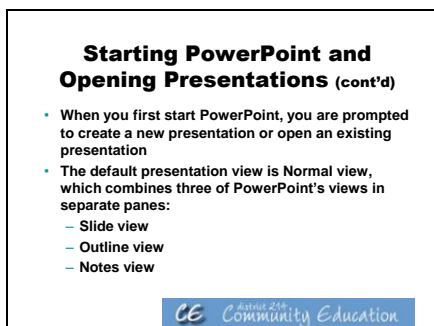 Starting PowerPoint and
Opening Presentations (cont'd)
• When you first start PowerPoint, you are prompted
to create a new presentation or open an existing
presentation
• The default presentation view is Normal view,
which combines three of PowerPoint's views in
separate panes:
– Slide view
– Outline view
– Notes view
district 214
CE Community Education